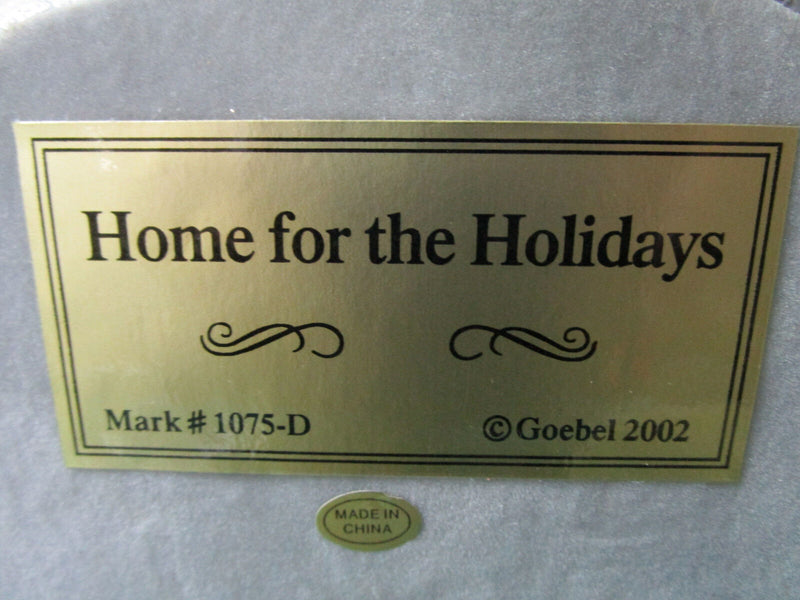 Home for the Holidays
Mark # 1075-D
© Goebel 2002
MADE IN
CHINA